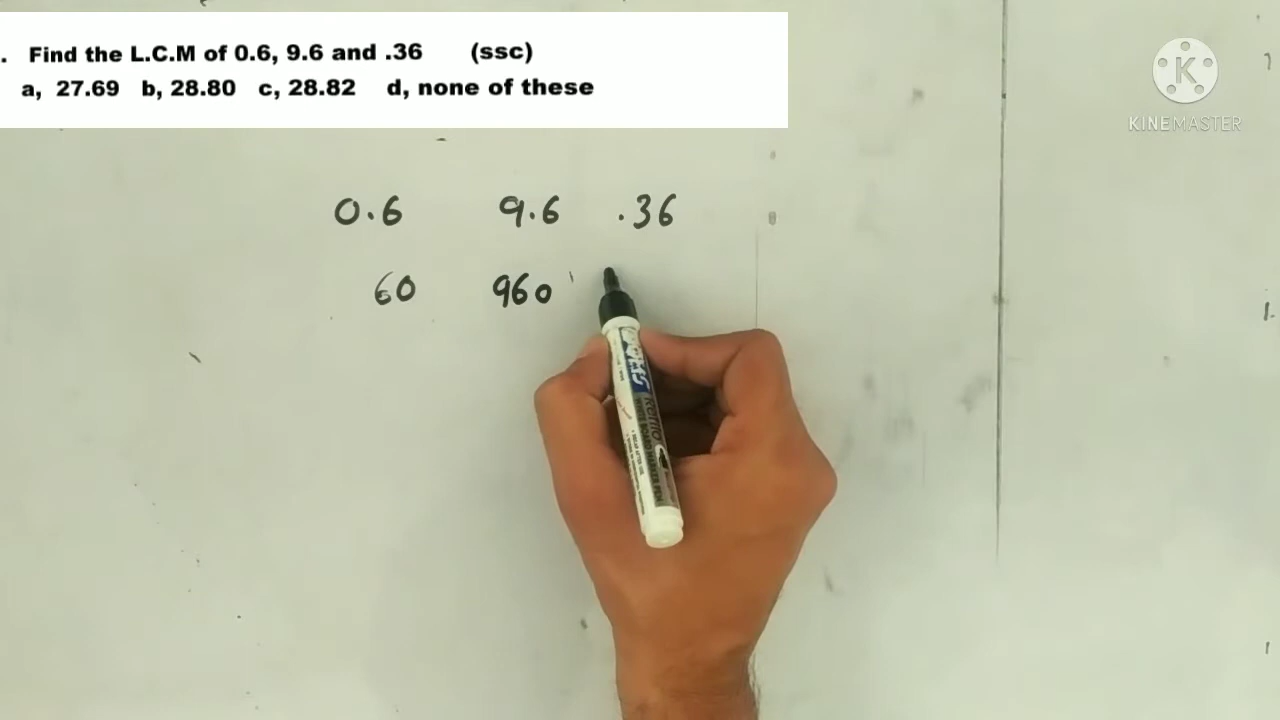 . Find the L.C.M of 0.6, 9.6 and .36 (ssc)
a, 27.69 b, 28.80 c, 28.82 d, none of these
K
KINEMASTER
0.6 9.6 .36
60 960